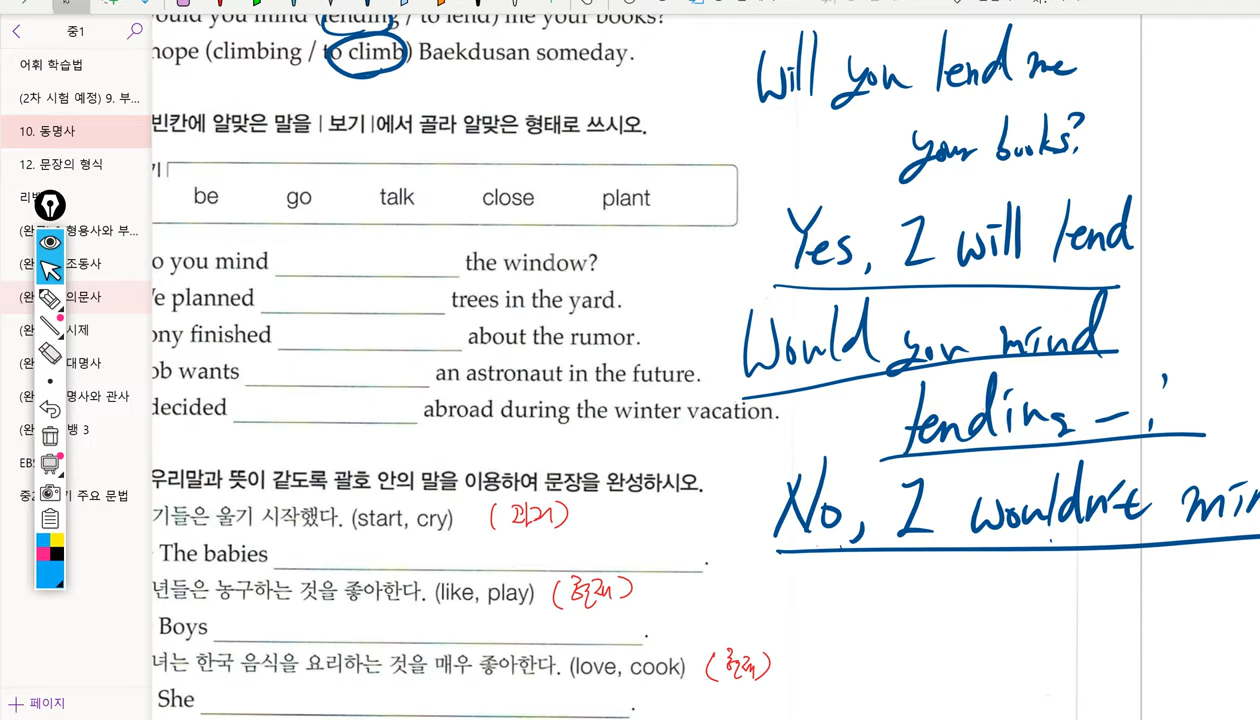 중1
어휘 학습법
(2차 시험 예정) 9. 부...
10. 동명사
12. 문장의 형식
형용사와 부...
조동사
의문사
시제
대명사
명사와 관사
뱅 3
주요 문법
페이지
ould you mind (lending / to lend) me your books?
hope (climbing / to climb) Baekdusan someday.
빈칸에 알맞은 말을 | 보기 |에서 골라 알맞은 형태로 쓰시오.
기
be go talk close plant
o you mind the window?
e planned trees in the yard.
ony finished about the rumor.
ob wants an astronaut in the future.
decided abroad during the winter vacation.
우리말과 뜻이 같도록 괄호 안의 말을 이용하여 문장을 완성하시오.
기들은 울기 시작했다. (start, cry) (과거)
The babies .
년들은 농구하는 것을 좋아한다. (like, play) (현재)
Boys .
녀는 한국 음식을 요리하는 것을 매우 좋아한다. (love, cook) (현재)
She .
Will you lend me
your books?
Yes, I will lend
Would you mind
lending - ?
No, I wouldn't min